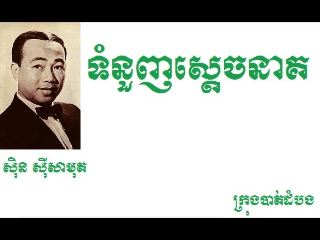 ទំនួញស្ដេចនាគ
ស៊ិន ស៊ីសាមុត
ក្រុងបាត់ដំបង